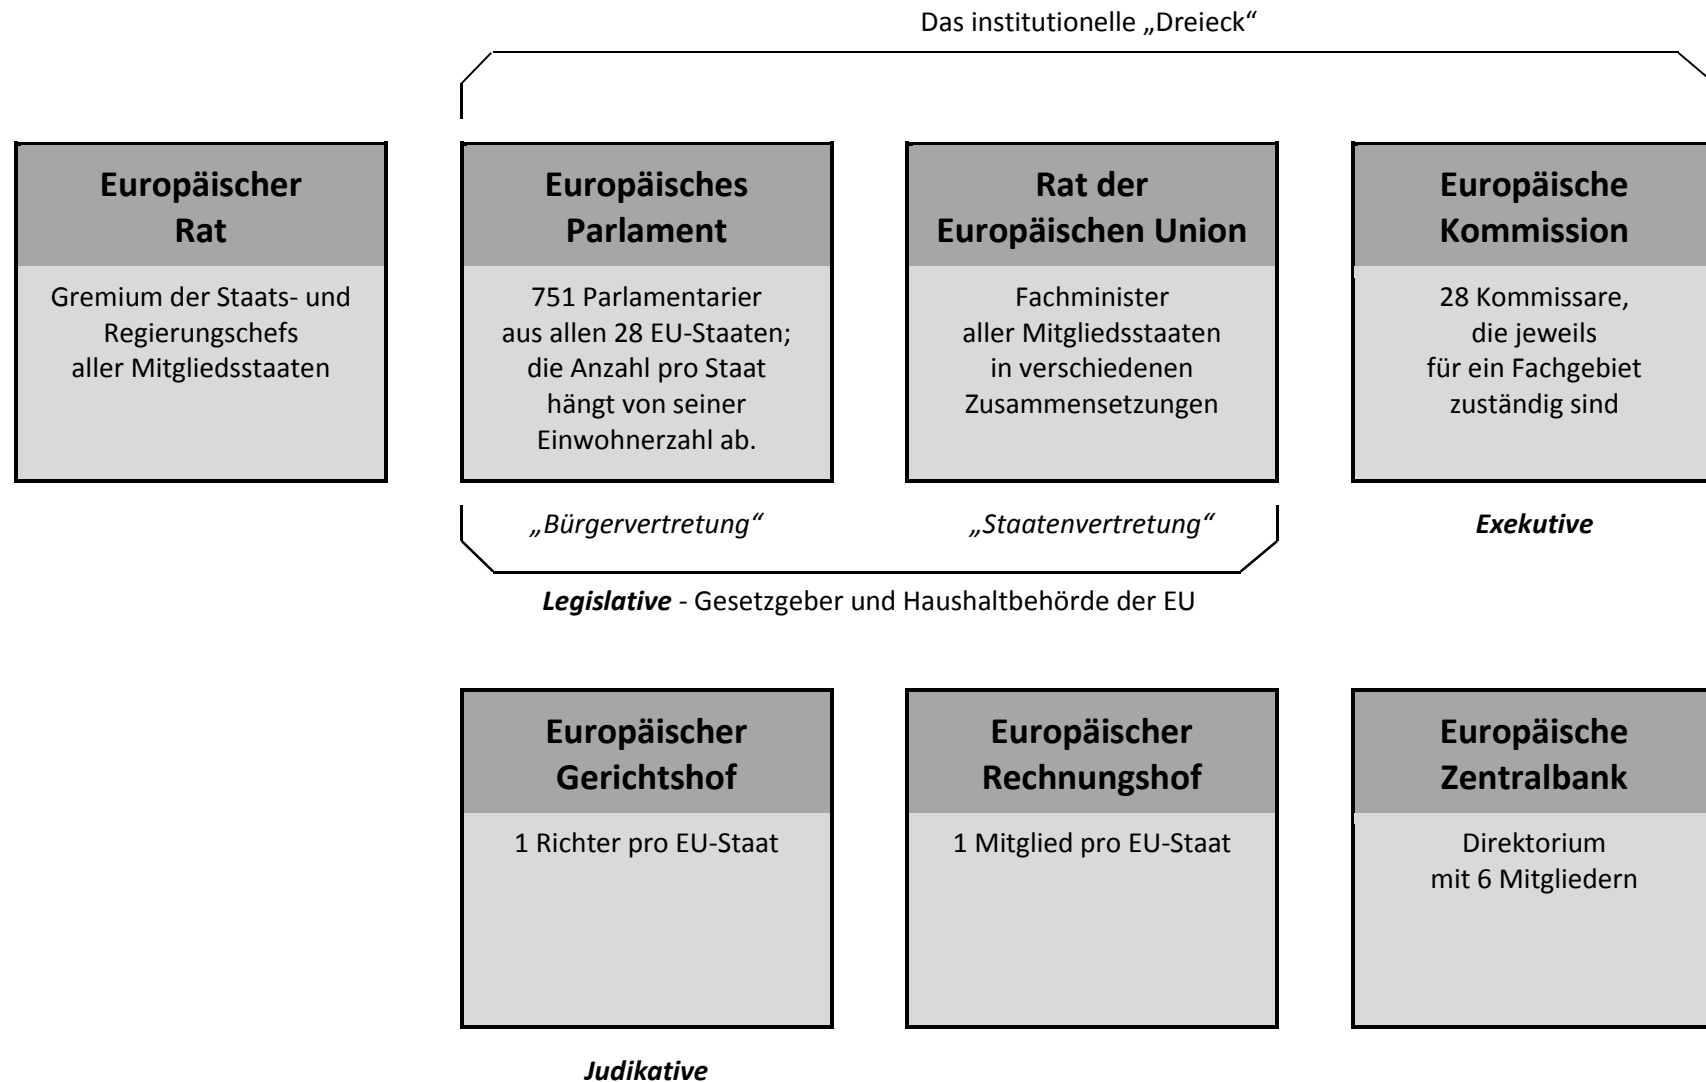 Das institutionelle „Dreieck“
Europäischer
Rat
Gremium der Staats- und
Regierungschefs
aller Mitgliedsstaaten
Europäisches
Parlament
751 Parlamentarier
aus allen 28 EU-Staaten;
die Anzahl pro Staat
hängt von seiner
Einwohnerzahl ab.
Rat der
Europäischen Union
Fachminister
aller Mitgliedsstaaten
in verschiedenen
Zusammensetzungen
Europäische
Kommission
28 Kommissare,
die jeweils
für ein Fachgebiet
zuständig sind
„Bürgervertretung“
„Staatenvertretung“
Exekutive
Legislative - Gesetzgeber und Haushaltbehörde der EU
Europäischer
Gerichtshof
1 Richter pro EU-Staat
Europäischer
Rechnungshof
1 Mitglied pro EU-Staat
Europäische
Zentralbank
Direktorium
mit 6 Mitgliedern
Judikative